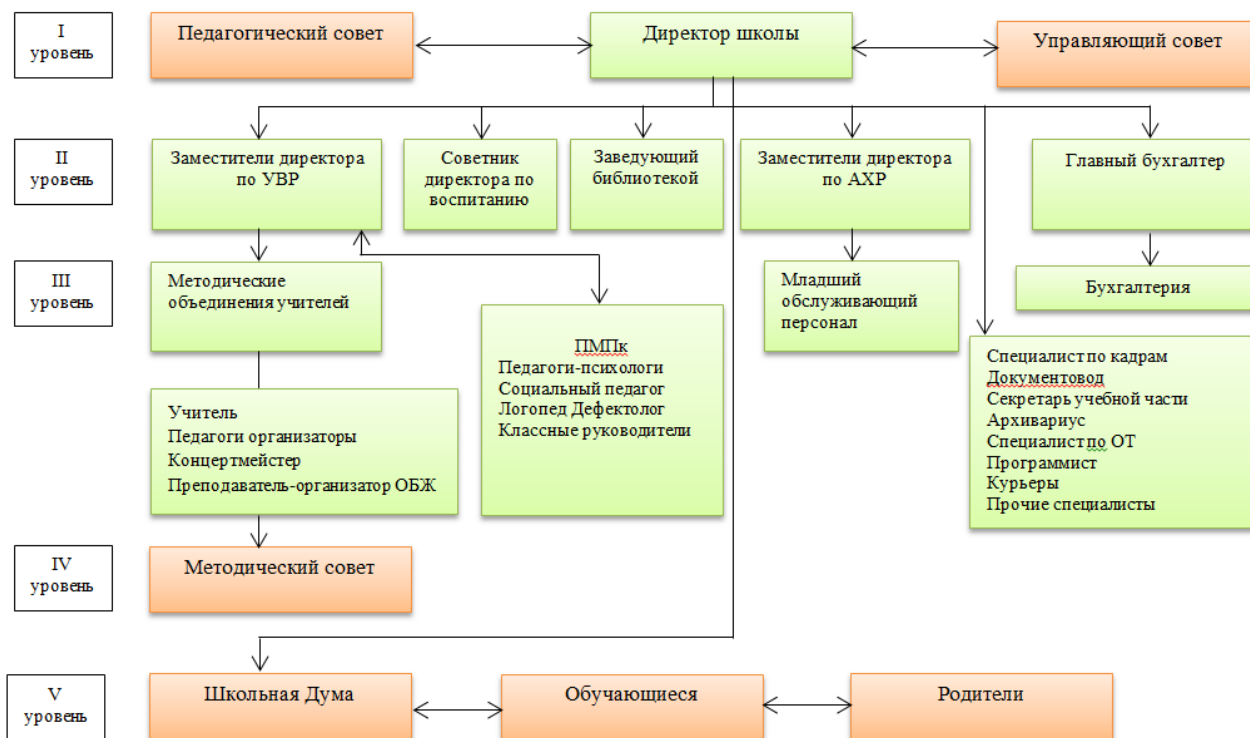 I
уровень
Педагогический совет
Директор школы
Управляющий совет
II
уровень
Заместители директора
по УВР
Советник
директора по
воспитанию
Заведующий
библиотекой
Заместители директора
по АХР
Главный бухгалтер
III
уровень
Методические
объединения учителей
ПМПк
Педагоги-психологи
Социальный педагог
Логопед Дефектолог
Классные руководители
Младший
обслуживающий
персонал
Бухгалтерия
Специалист по кадрам
Документовод
Секретарь учебной части
Архивариус
Специалист по ОТ
Программист
Курьеры
Прочие специалисты
Учитель
Педагоги организаторы
Концертмейстер
Преподаватель-организатор ОБЖ
IV
уровень
Методический совет
V
уровень
Школьная Дума
Обучающиеся
Родители